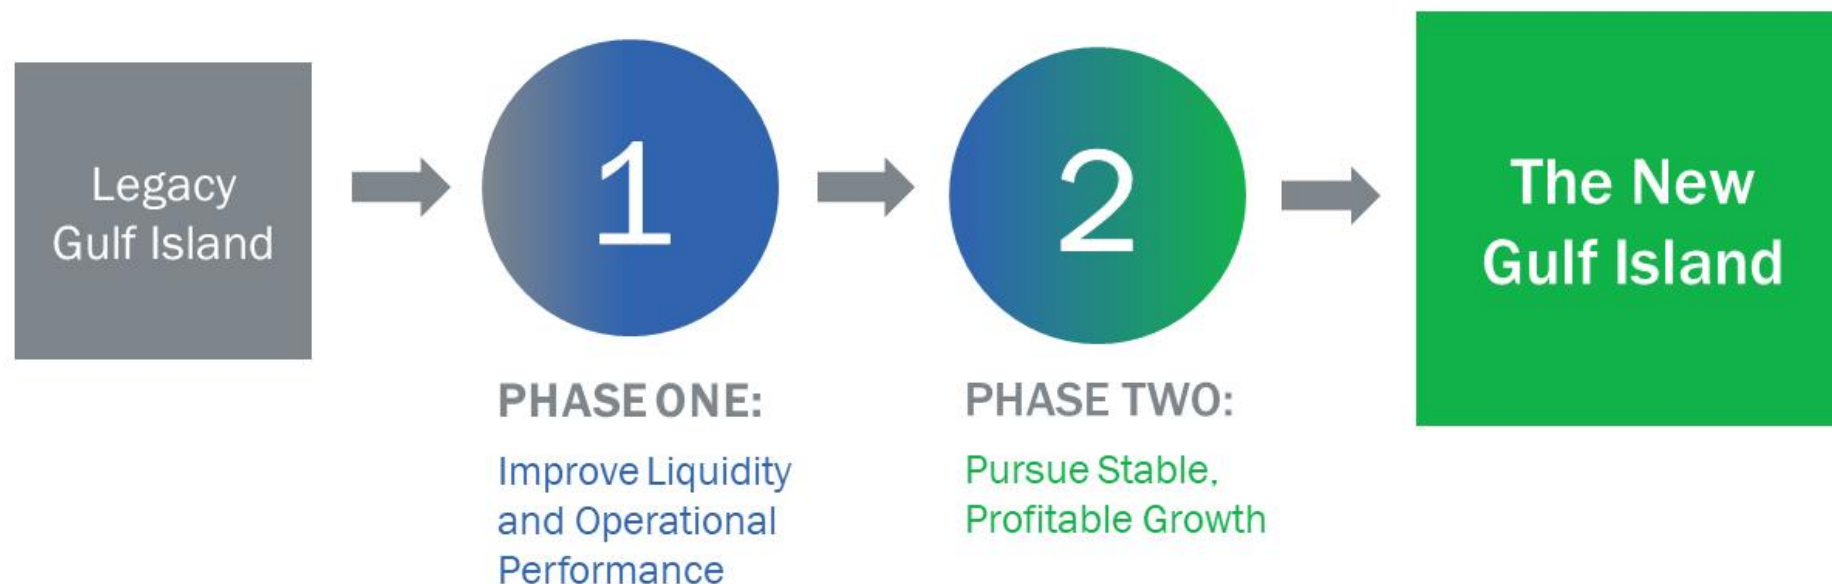 Legacy
Gulf Island
1
PHASE ONE:
Improve Liquidity
and Operational
Performance
2
PHASE TWO:
Pursue Stable,
Profitable Growth
The New
Gulf Island